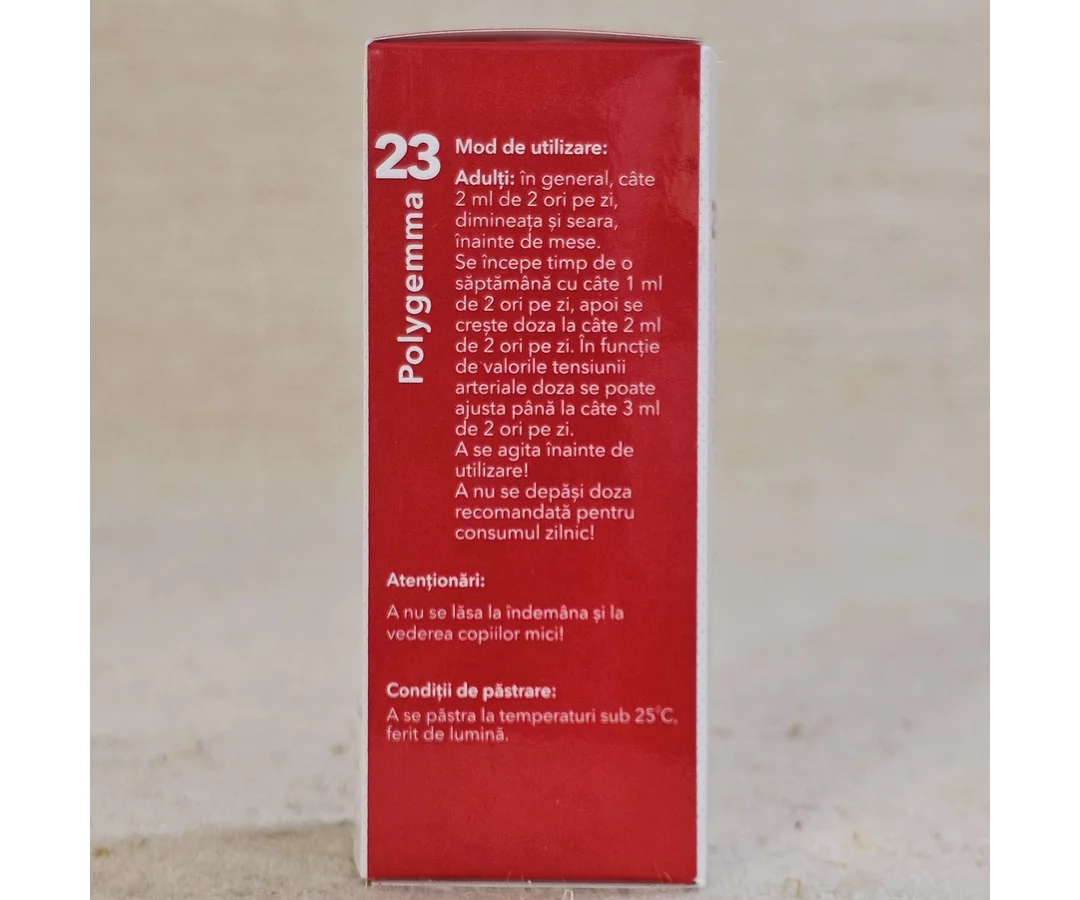 23
Polygemma
Mod de utilizare:
Adulți: în general, câte
2 ml de 2 ori pe zi,
dimineața și seara,
înainte de mese.
Se începe timp de o
săptămână cu câte 1 ml
de 2 ori pe zi, apoi se
crește doza la câte 2 ml
de 2 ori pe zi. În funcție
de valorile tensiunii
arteriale doza se poate
ajusta până la câte 3 ml
de 2 ori pe zi.
A se agita înainte de
utilizare!
A nu se depăși doza
recomandată pentru
consumul zilnic!
Atenționări:
A nu se lăsa la îndemâna și la
vederea copiilor mici!
Condiții de păstrare:
A se păstra la temperaturi sub 25°C,
ferit de lumină.